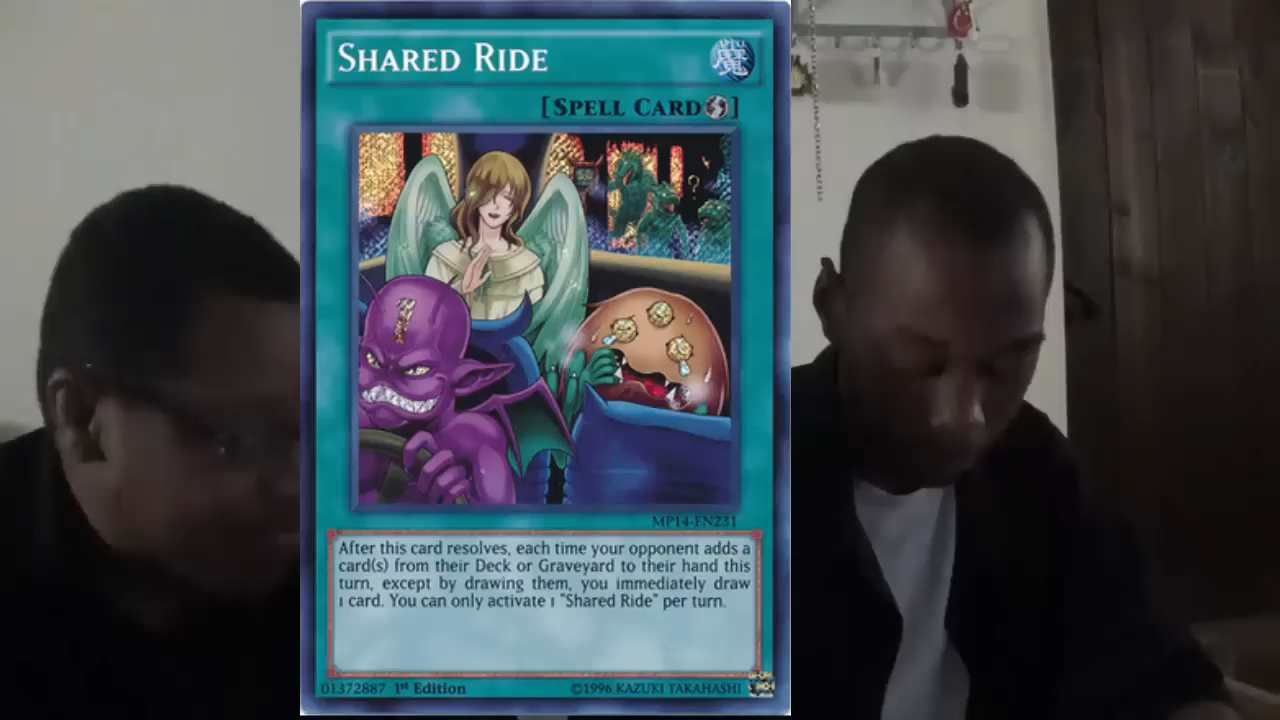 SHARED RIDE
魔
[SPELL CARD]
MP14-EN231
After this card resolves, each time your opponent adds a
card(s) from their Deck or Graveyard to their hand this
turn, except by drawing them, you immediately draw
1 card. You can only activate 1 "Shared Ride" per turn.
01372887 1st Edition ©1996 KAZUKI TAKAHASHI